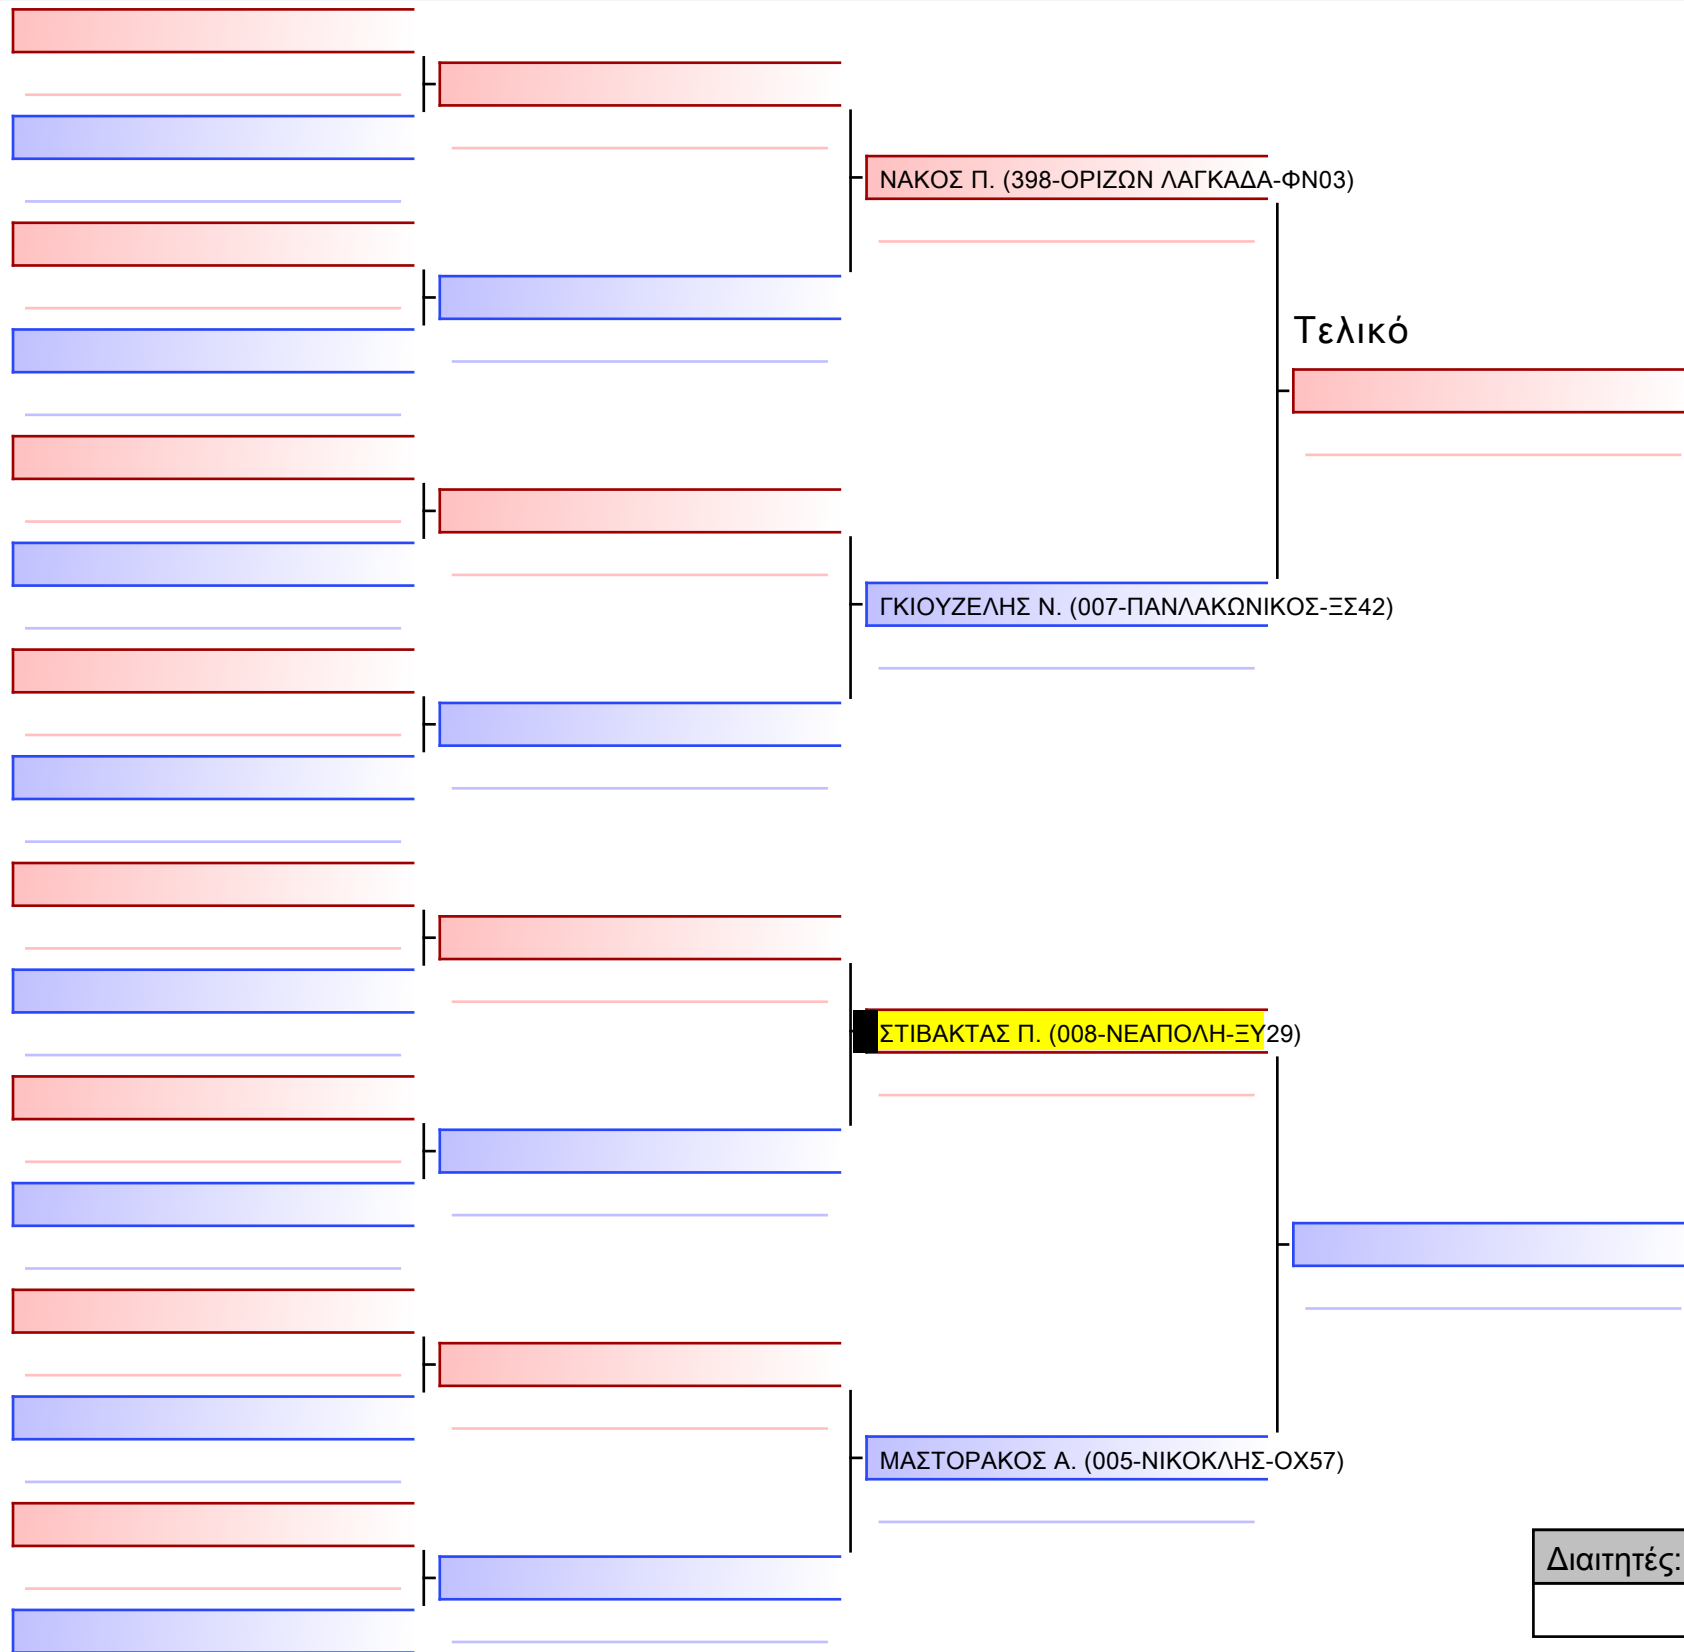 ΝΑΚΟΣ Π. (398-ΟΡΙΖΩΝ ΛΑΓΚΑΔΑ-ΦΝ03)
Τελικό
ΓΚΙΟΥΖΕΛΗΣ Ν. (007-ΠΑΝΛΑΚΩΝΙΚΟΣ-ΞΣ42)
ΣΤΙΒΑΚΤΑΣ Π. (008-ΝΕΑΠΟΛΗ-ΞΥ29)
ΜΑΣΤΟΡΑΚΟΣ Α. (005-ΝΙΚΟΚΛΗΣ-ΟΧ57)
Διαιτητές: